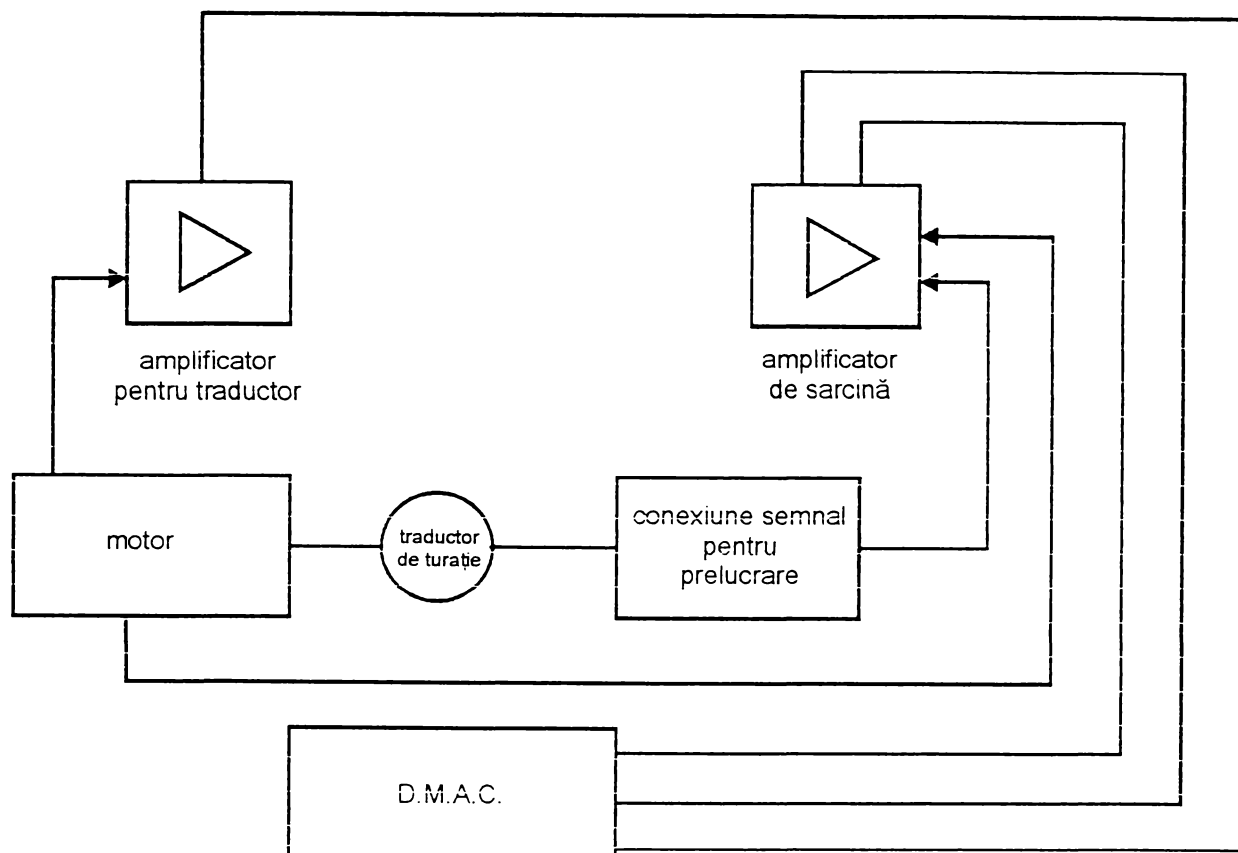 amplificator
pentru traductor
amplificator
de sarcină
motor
traductor
de turație
conexiune semnal
pentru
prelucrare
D.M.A.C.